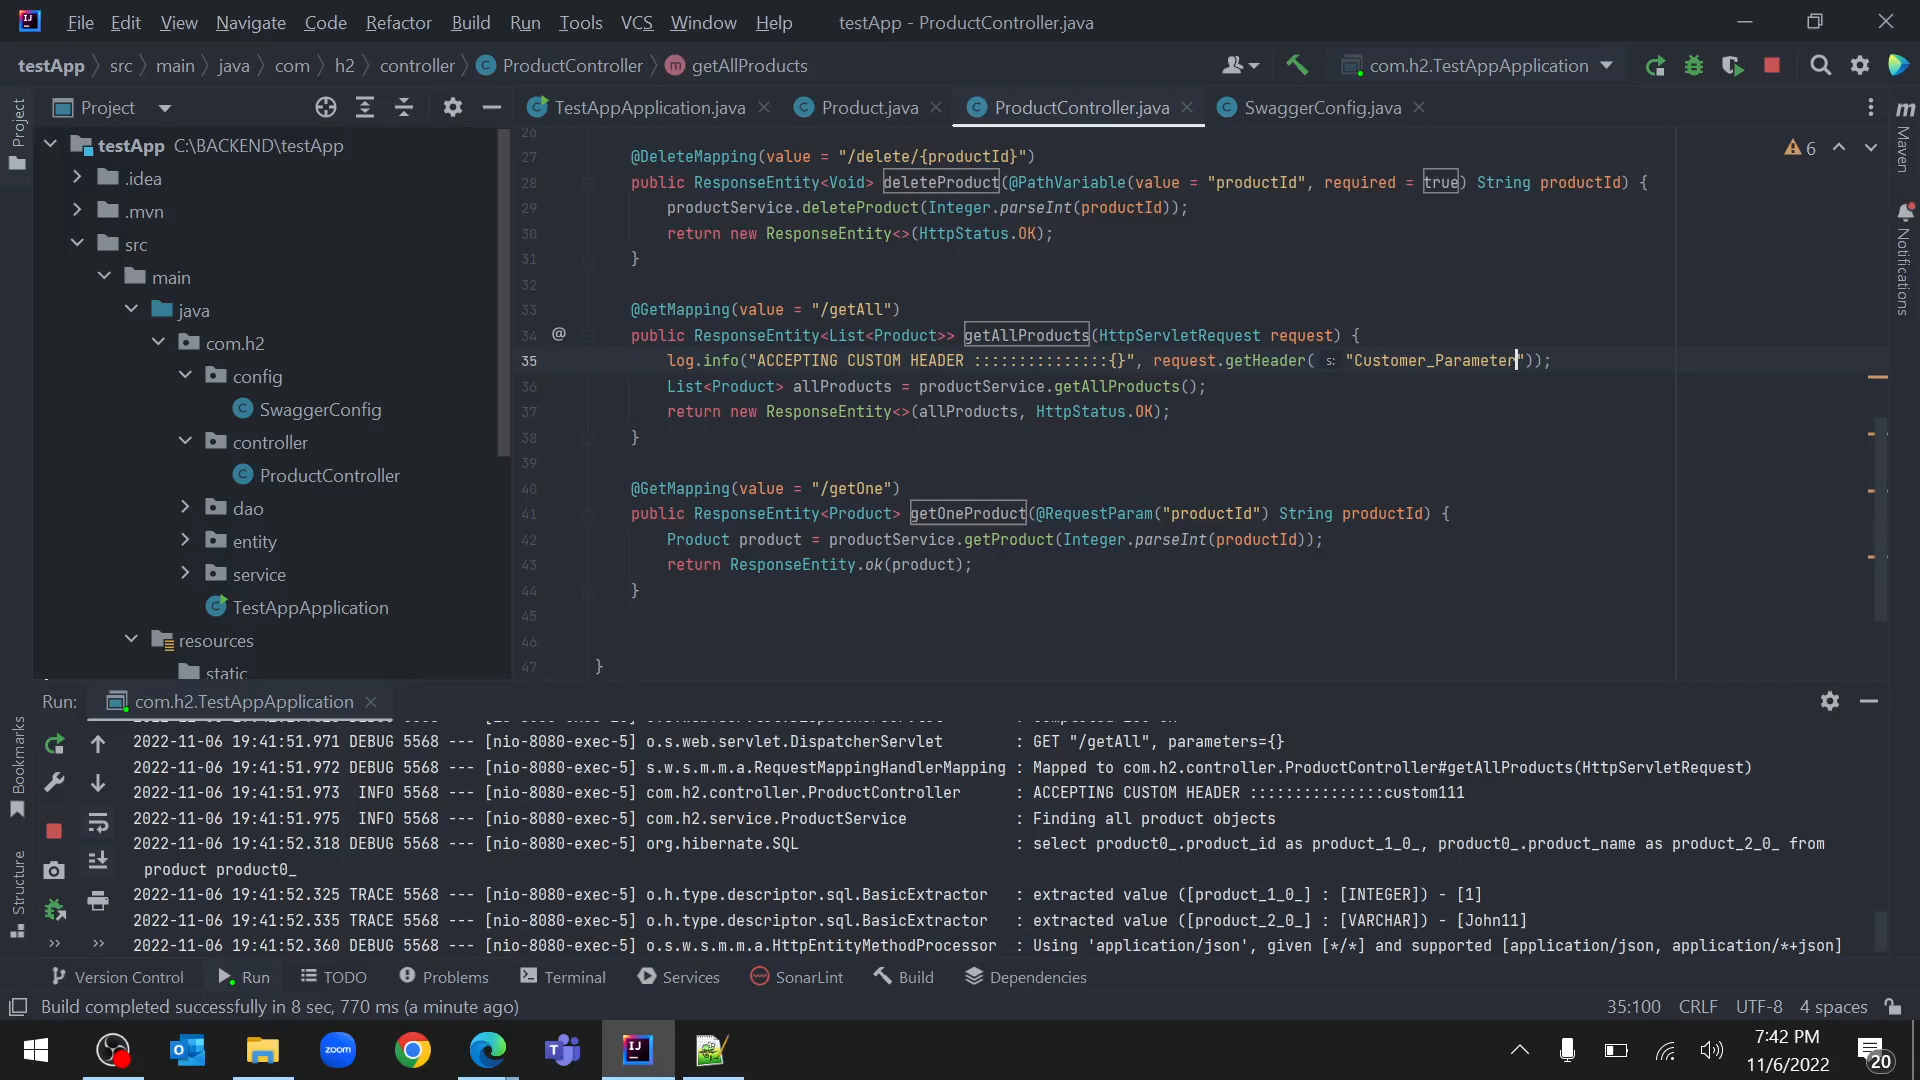 File Edit View Navigate Code Refactor Build Run Tools VCS Window Help testApp - ProductController.java
testApp src main java com h2 controller ProductController getAllProducts com.h2.TestAppApplication
Project
TestAppApplication.java Product.java ProductController.java SwaggerConfig.java
Project
Maven
Notifications
testApp C:\BACKEND\testApp
.idea
.mvn
src
main
java
com.h2
config
SwaggerConfig
controller
ProductController
dao
entity
service
TestAppApplication
resources
static
6
26
27 @DeleteMapping(value = "/delete/{productId}")
28 public ResponseEntity<Void> deleteProduct(@PathVariable(value = "productId", required = true) String productId) {
29 productService.deleteProduct(Integer.parseInt(productId));
30 return new ResponseEntity<>(HttpStatus.OK);
31 }
32
33 @GetMapping(value = "/getAll")
34 @ public ResponseEntity<List<Product>> getAllProducts(HttpServletRequest request) {
35 log.info("ACCEPTING CUSTOM HEADER :::::::::::::::{}", request.getHeader( s: "Customer_Parameter"));
36 List<Product> allProducts = productService.getAllProducts();
37 return new ResponseEntity<>(allProducts, HttpStatus.OK);
38 }
39
40 @GetMapping(value = "/getOne")
41 public ResponseEntity<Product> getOneProduct(@RequestParam("productId") String productId) {
42 Product product = productService.getProduct(Integer.parseInt(productId));
43 return ResponseEntity.ok(product);
44 }
45
46
47 }
Run: com.h2.TestAppApplication
2022-11-06 19:41:51.971 DEBUG 5568 --- [nio-8080-exec-5] o.s.web.servlet.DispatcherServlet : GET "/getAll", parameters={}
2022-11-06 19:41:51.972 DEBUG 5568 --- [nio-8080-exec-5] s.w.s.m.m.a.RequestMappingHandlerMapping : Mapped to com.h2.controller.ProductController#getAllProducts(HttpServletRequest)
2022-11-06 19:41:51.973 INFO 5568 --- [nio-8080-exec-5] com.h2.controller.ProductController : ACCEPTING CUSTOM HEADER :::::::::::::::custom111
2022-11-06 19:41:51.975 INFO 5568 --- [nio-8080-exec-5] com.h2.service.ProductService : Finding all product objects
2022-11-06 19:41:52.318 DEBUG 5568 --- [nio-8080-exec-5] org.hibernate.SQL : select product0_.product_id as product_1_0_, product0_.product_name as product_2_0_ from
product product0_
2022-11-06 19:41:52.325 TRACE 5568 --- [nio-8080-exec-5] o.h.type.descriptor.sql.BasicExtractor : extracted value ([product_1_0_] : [INTEGER]) - [1]
2022-11-06 19:41:52.335 TRACE 5568 --- [nio-8080-exec-5] o.h.type.descriptor.sql.BasicExtractor : extracted value ([product_2_0_] : [VARCHAR]) - [John11]
2022-11-06 19:41:52.360 DEBUG 5568 --- [nio-8080-exec-5] o.s.w.s.m.m.a.HttpEntityMethodProcessor : Using 'application/json', given [*/*] and supported [application/json, application/*+json]
Bookmarks
Structure
Version Control Run TODO Problems Terminal Services SonarLint Build Dependencies
Build completed successfully in 8 sec, 770 ms (a minute ago) 35:100 CRLF UTF-8 4 spaces
zoom
7:42 PM
11/6/2022
20